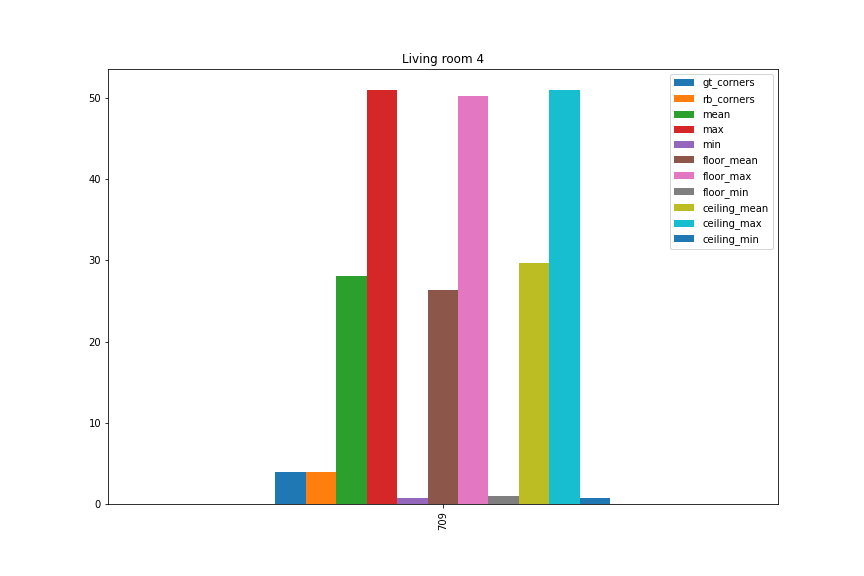 Living room 4
50
40
30
20
10
0
709
gt_corners
rb_corners
mean
max
min
floor_mean
floor_max
floor_min
ceiling_mean
ceiling_max
ceiling_min